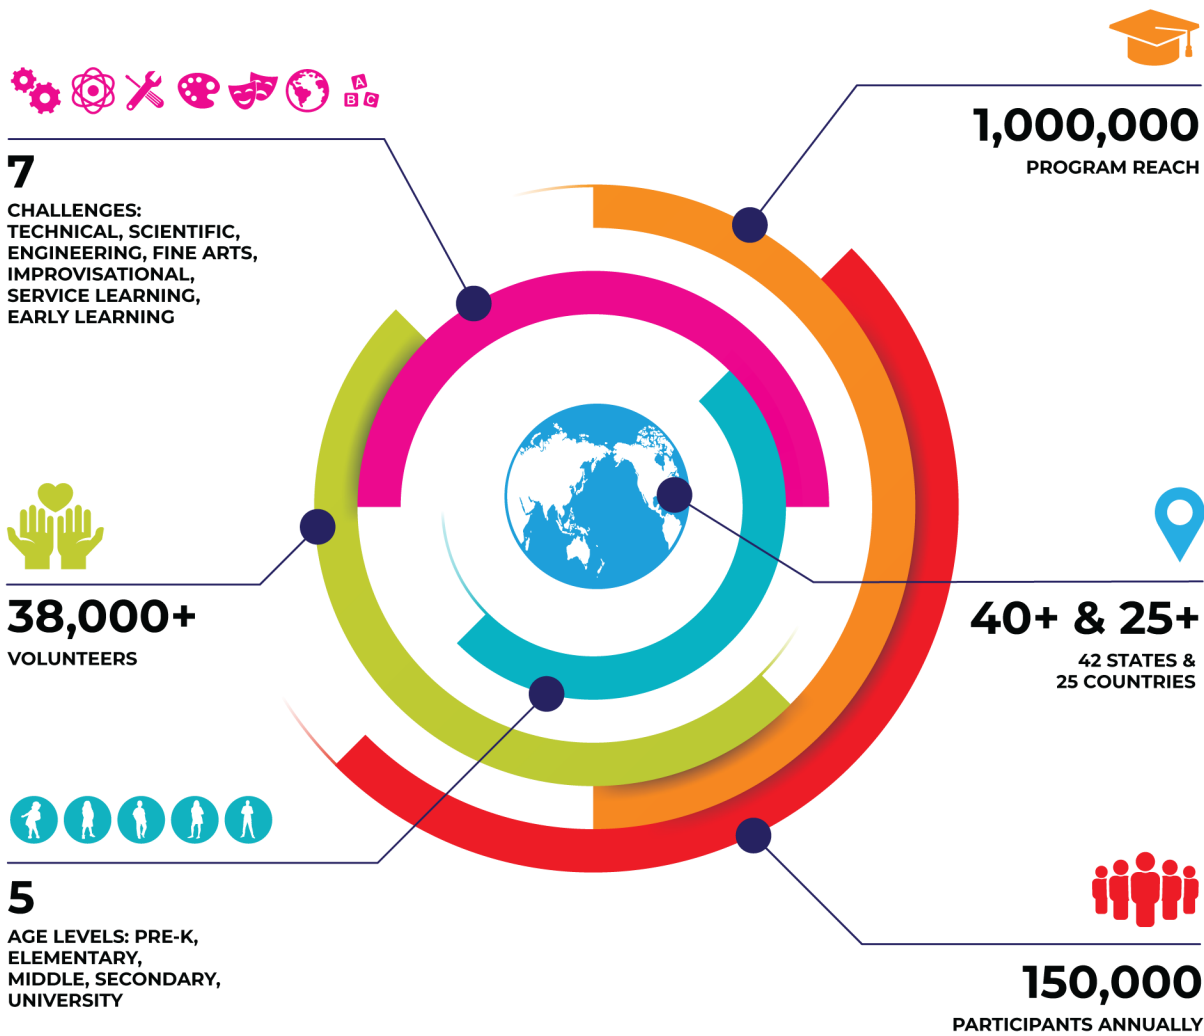 A
B C
7
CHALLENGES:
TECHNICAL, SCIENTIFIC,
ENGINEERING, FINE ARTS,
IMPROVISATIONAL,
SERVICE LEARNING,
EARLY LEARNING
1,000,000
PROGRAM REACH
38,000+
VOLUNTEERS
40+ & 25+
42 STATES &
25 COUNTRIES
5
AGE LEVELS: PRE-K,
ELEMENTARY,
MIDDLE, SECONDARY,
UNIVERSITY
150,000
PARTICIPANTS ANNUALLY